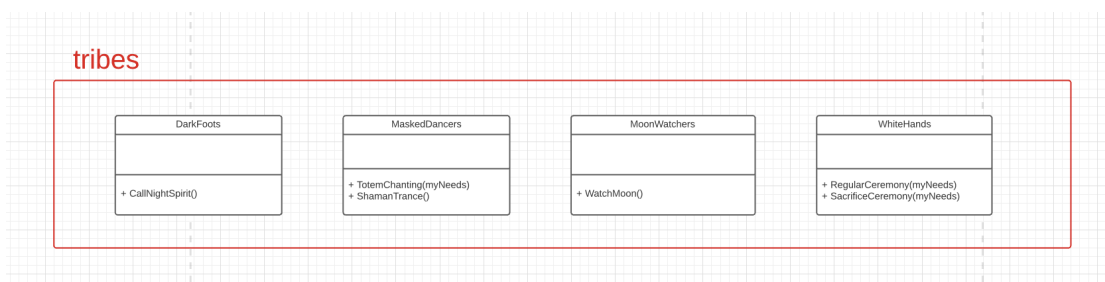 tribes
DarkFoots
+ CallNightSpirit()
MaskedDancers
+ TotemChanting(myNeeds)
+ ShamanTrance()
MoonWatchers
+ WatchMoon()
WhiteHands
+ RegularCeremony(myNeeds)
+ SacrificeCeremony(myNeeds)